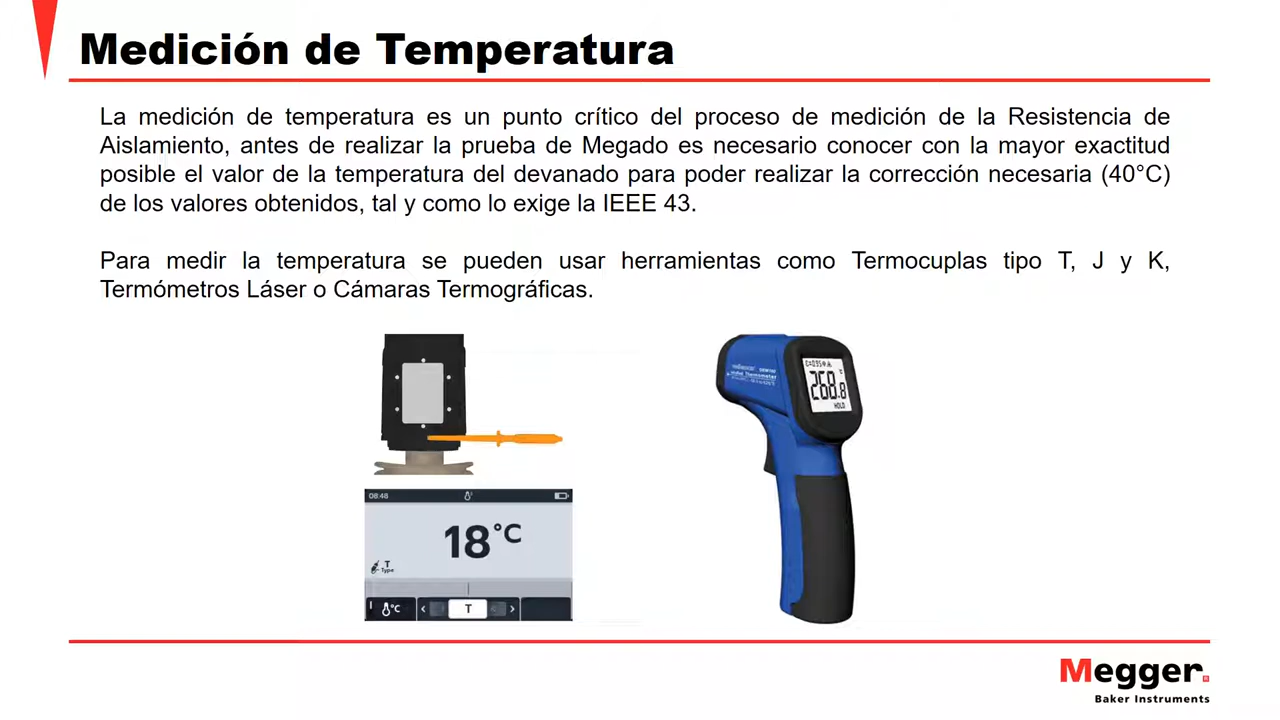 Medición de Temperatura
La medición de temperatura es un punto crítico del proceso de medición de la Resistencia de
Aislamiento, antes de realizar la prueba de Megado es necesario conocer con la mayor exactitud
posible el valor de la temperatura del devanado para poder realizar la corrección necesaria (40°C)
de los valores obtenidos, tal y como lo exige la IEEE 43.
Para medir la temperatura se pueden usar herramientas como Termocuplas tipo T, J y K,
Termómetros Láser o Cámaras Termográficas.
268.8
HOLD
08:48
18°C
T
Type
°C
< T >
Megger
Baker Instruments